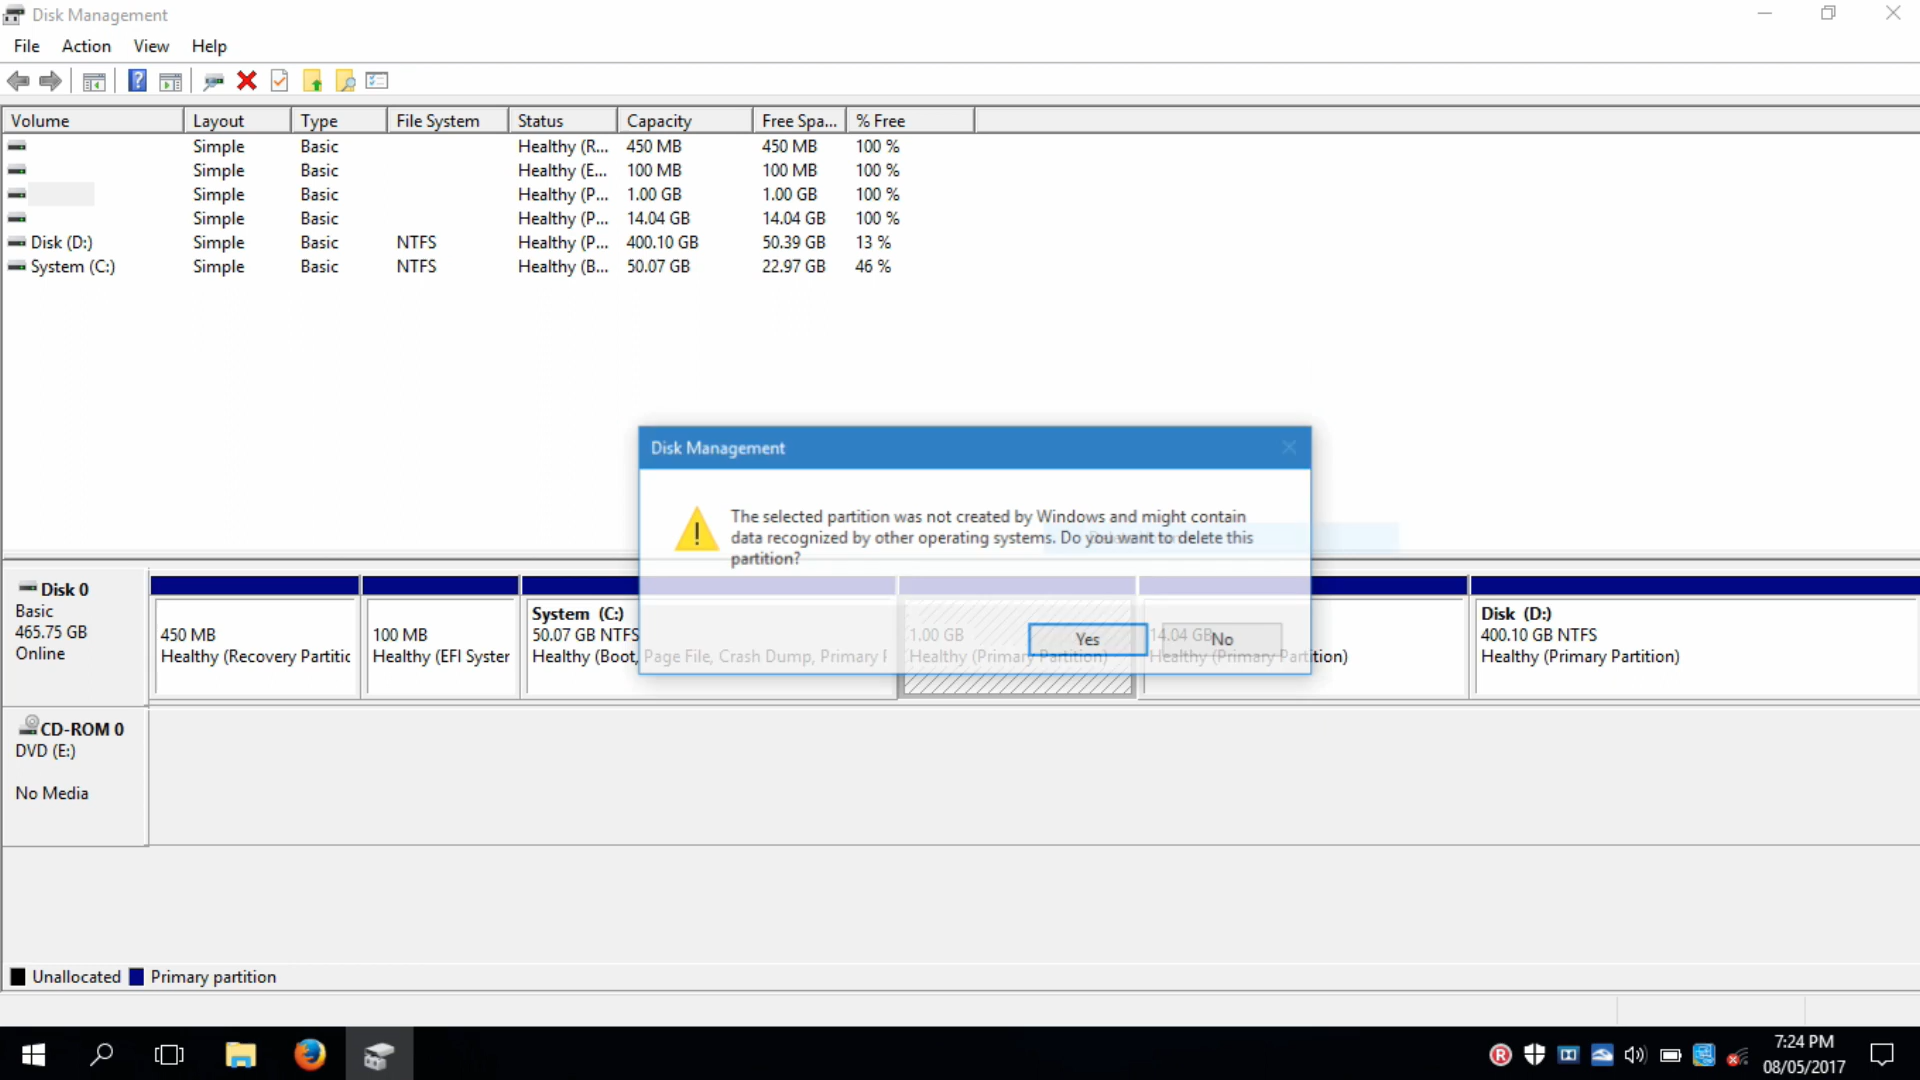 Disk Management
File Action View Help
Volume Layout Type File System Status Capacity Free Spa... % Free
Simple Basic Healthy (R... 450 MB 450 MB 100 %
Simple Basic Healthy (E... 100 MB 100 MB 100 %
Simple Basic Healthy (P... 1.00 GB 1.00 GB 100 %
Simple Basic Healthy (P... 14.04 GB 14.04 GB 100 %
Disk (D:) Simple Basic NTFS Healthy (P... 400.10 GB 50.39 GB 13 %
System (C:) Simple Basic NTFS Healthy (B... 50.07 GB 22.97 GB 46 %
Disk Management
The selected partition was not created by Windows and might contain
data recognized by other operating systems. Do you want to delete this
partition?
Yes No
Disk 0
Basic
465.75 GB
Online
450 MB
Healthy (Recovery Partitic
100 MB
Healthy (EFI Syster
System (C:)
50.07 GB NTFS
Healthy (Boot, Page File, Crash Dump, Primary F
1.00 GB
Healthy (Primary Partition)
14.04 GB
Healthy (Primary Partition)
Disk (D:)
400.10 GB NTFS
Healthy (Primary Partition)
CD-ROM 0
DVD (E:)
No Media
Unallocated Primary partition
7:24 PM
08/05/2017